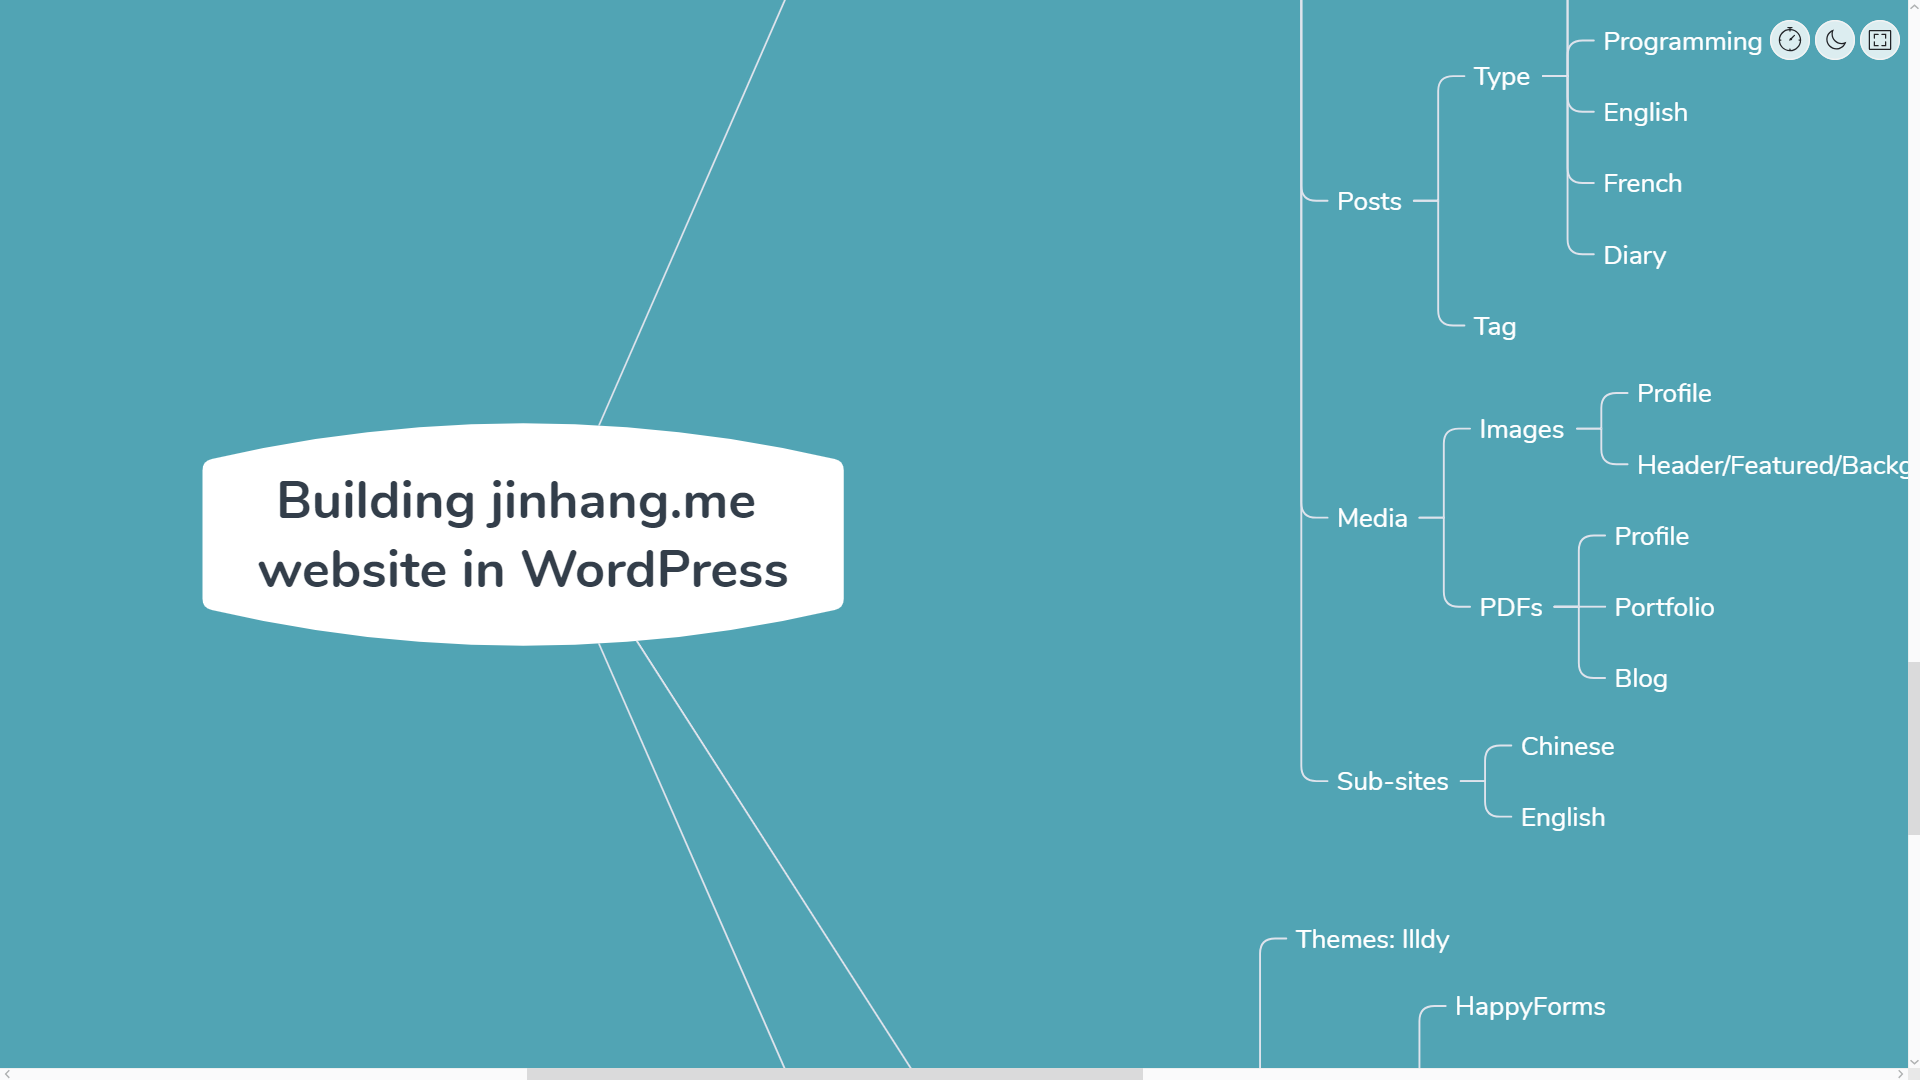 Building jinhang.me
website in WordPress
Programming
Type
English
French
Posts
Diary
Tag
Profile
Images
Header/Featured/Backg
Media
Profile
PDFs
Portfolio
Blog
Chinese
Sub-sites
English
Themes: Illdy
HappyForms